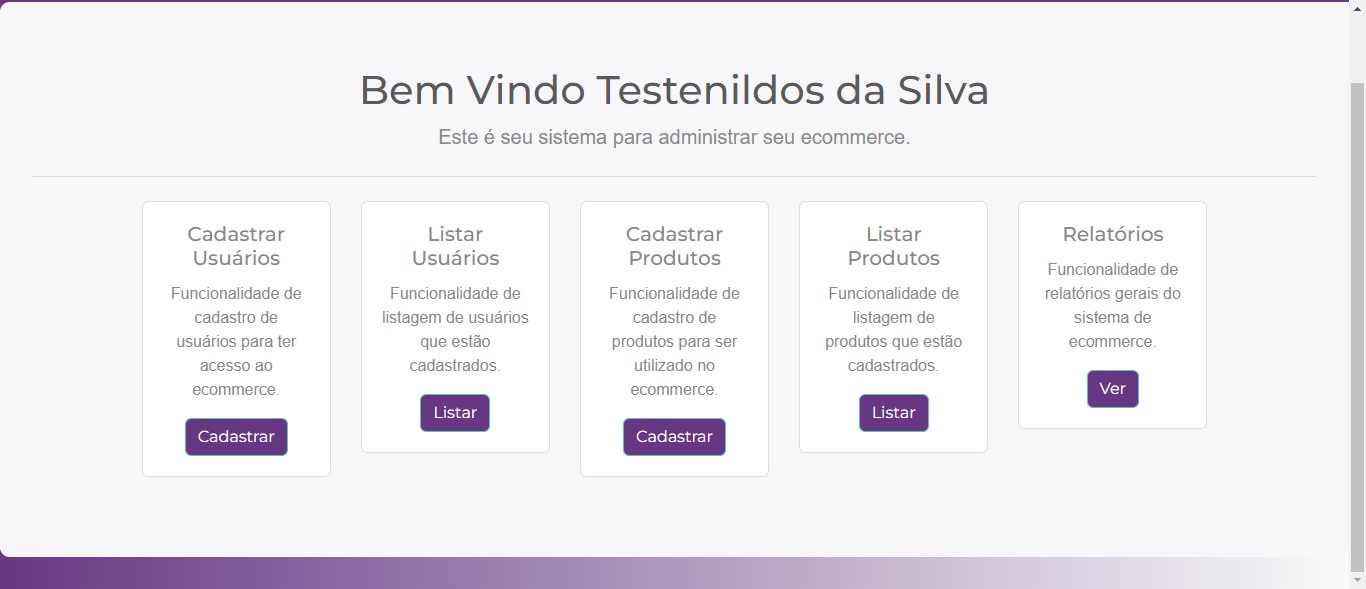 Bem Vindo Testenildos da Silva
Este é seu sistema para administrar seu ecommerce.
Cadastrar
Usuários
Funcionalidade de
cadastro de
usuários para ter
acesso ao
ecommerce.
Cadastrar
Listar
Usuários
Funcionalidade de
listagem de usuários
que estão
cadastrados.
Listar
Cadastrar
Produtos
Funcionalidade de
cadastro de
produtos para ser
utilizado no
ecommerce.
Cadastrar
Listar
Produtos
Funcionalidade de
listagem de
produtos que estão
cadastrados.
Listar
Relatórios
Funcionalidade de
relatórios gerais do
sistema de
ecommerce.
Ver